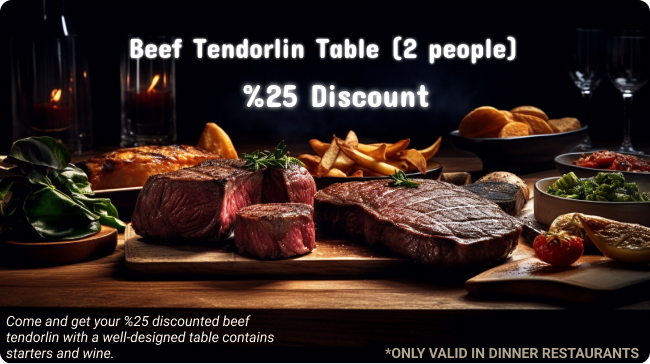 Beef Tendorlin Table (2 people)
%25 Discount
Come and get your %25 discounted beef
tendorlin with a well-designed table contains
starters and wine.
*ONLY VALID IN DINNER RESTAURANTS